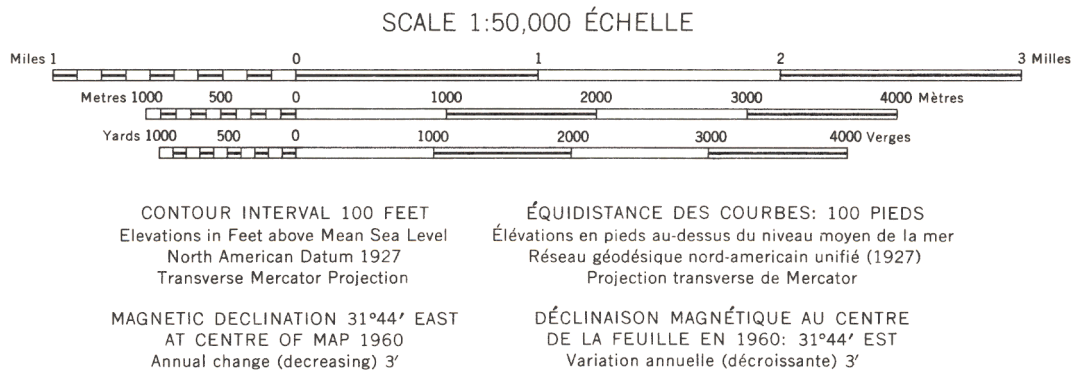 SCALE 1:50,000 ÉCHELLE
Miles 1 0 1 2 3 Milles
Metres 1000 500 0 1000 2000 3000 4000 Mètres
Yards 1000 500 0 1000 2000 3000 4000 Verges
CONTOUR INTERVAL 100 FEET
Elevations in Feet above Mean Sea Level
North American Datum 1927
Transverse Mercator Projection
ÉQUIDISTANCE DES COURBES: 100 PIEDS
Élévations en pieds au-dessus du niveau moyen de la mer
Réseau géodésique nord-americain unifié (1927)
Projection transverse de Mercator
MAGNETIC DECLINATION 31°44′ EAST
AT CENTRE OF MAP 1960
Annual change (decreasing) 3′
DÉCLINAISON MAGNÉTIQUE AU CENTRE
DE LA FEUILLE EN 1960: 31°44′ EST
Variation annuelle (décroissante) 3′